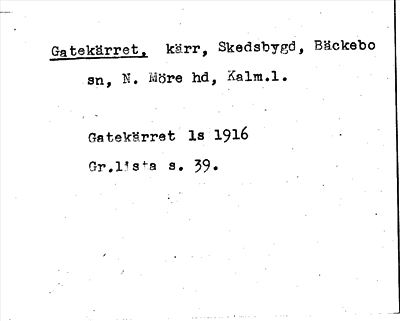 Gatekärret, kärr, Skedsbygd, Bäckebo
sn, N. Möre hd, Kalm.l.
Gatekärret ls 1916
Gr.lista s. 39.